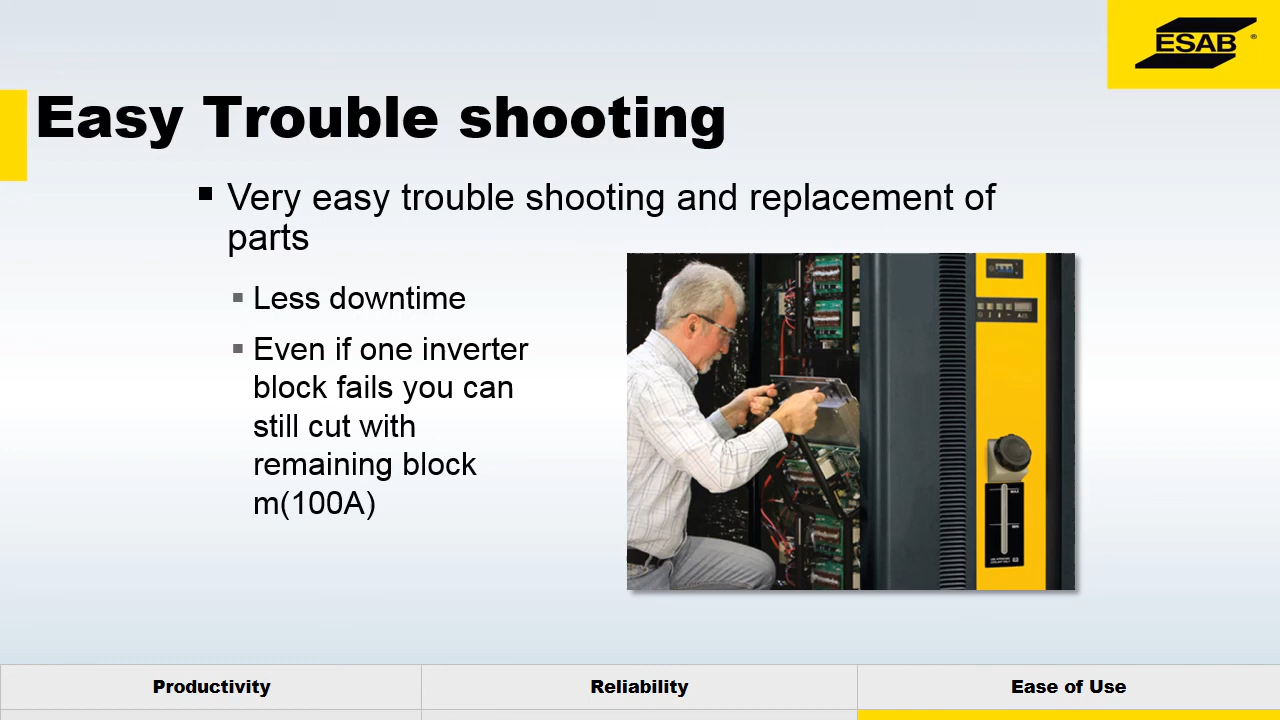 ESAB®
Easy Trouble shooting
Very easy trouble shooting and replacement of
parts
Less downtime
Even if one inverter
block fails you can
still cut with
remaining block
m(100A)
Productivity
Reliability
Ease of Use